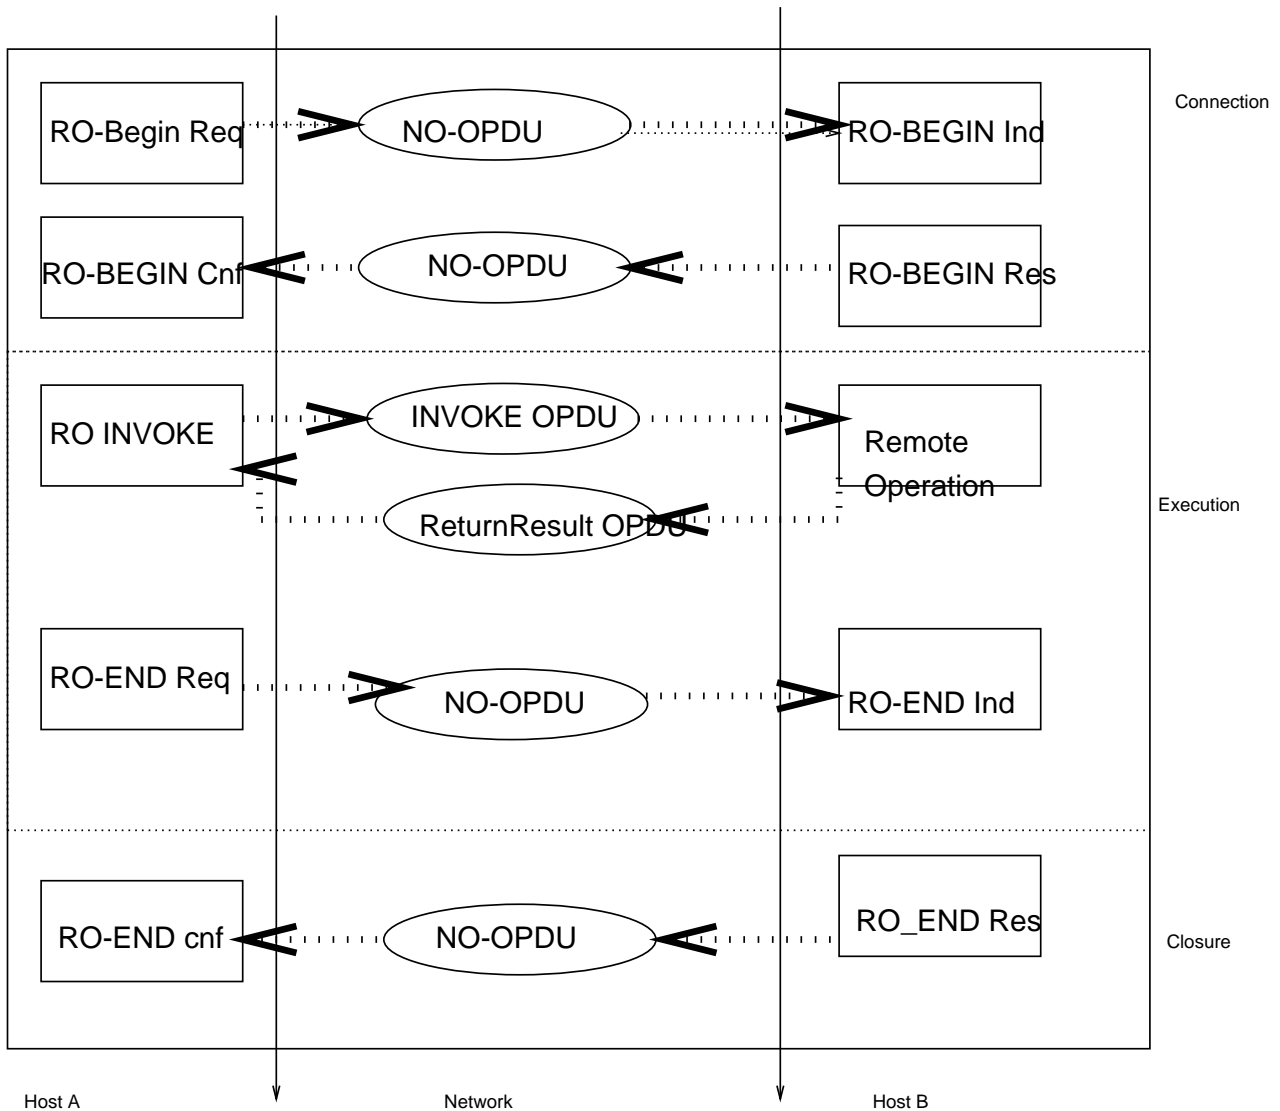 Connection
RO-Begin Req
NO-OPDU
RO-BEGIN Ind
RO-BEGIN Cnf
NO-OPDU
RO-BEGIN Res
RO INVOKE
INVOKE OPDU
Remote
Operation
ReturnResult OPDU
Execution
RO-END Req
NO-OPDU
RO-END Ind
RO-END cnf
NO-OPDU
RO_END Res
Closure
Host A
Network
Host B